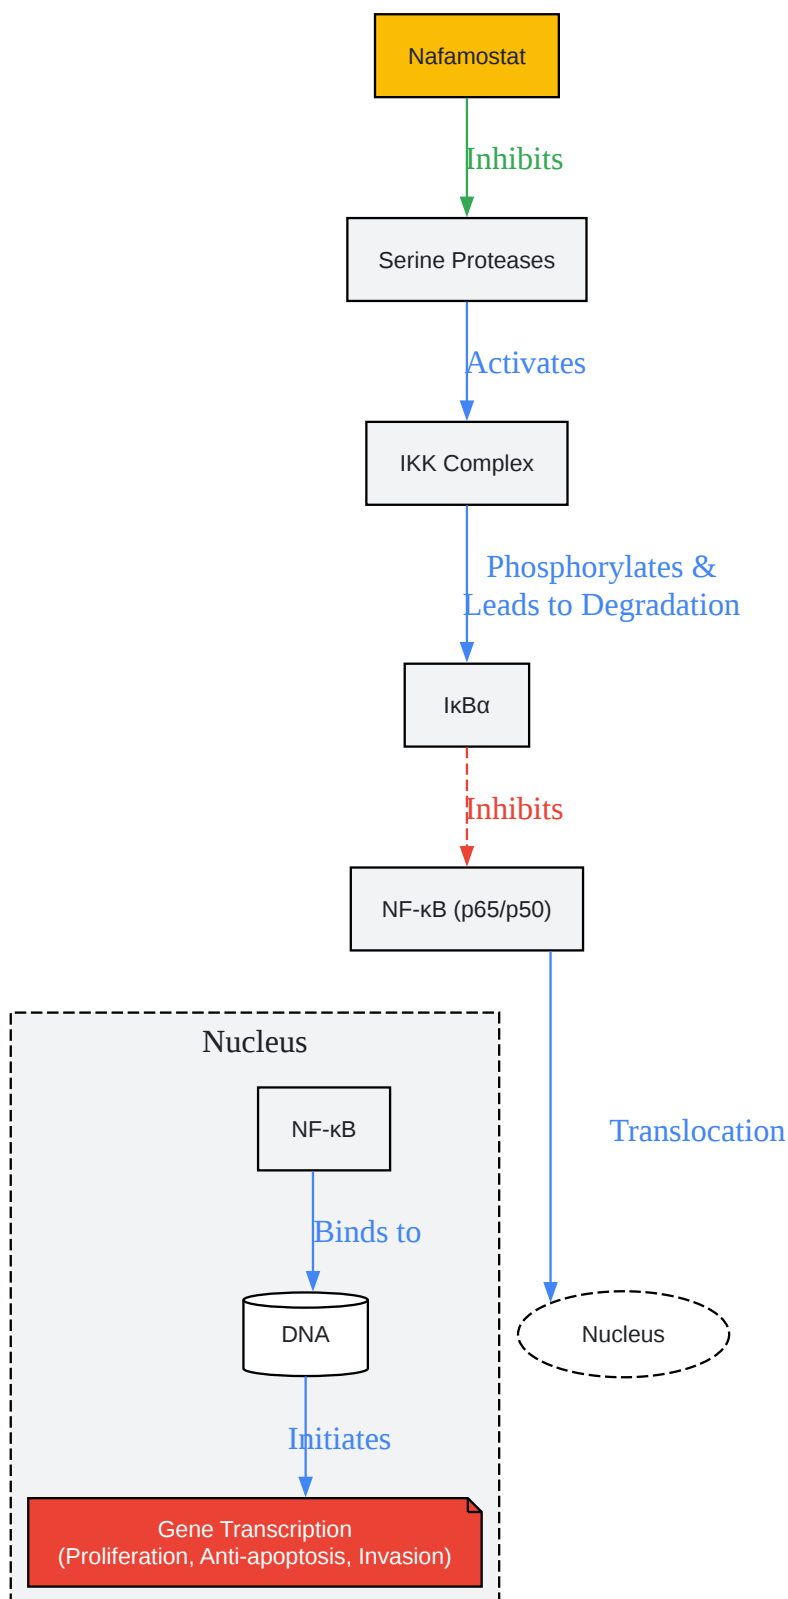 Nafamostat
Inhibits
Serine Proteases
Activates
IKK Complex
Phosphorylates &
Leads to Degradation
IκBα
Inhibits
NF-κB (p65/p50)
Nucleus
NF-κB
Translocation
Binds to
DNA
Nucleus
Initiates
Gene Transcription
(Proliferation, Anti-apoptosis, Invasion)